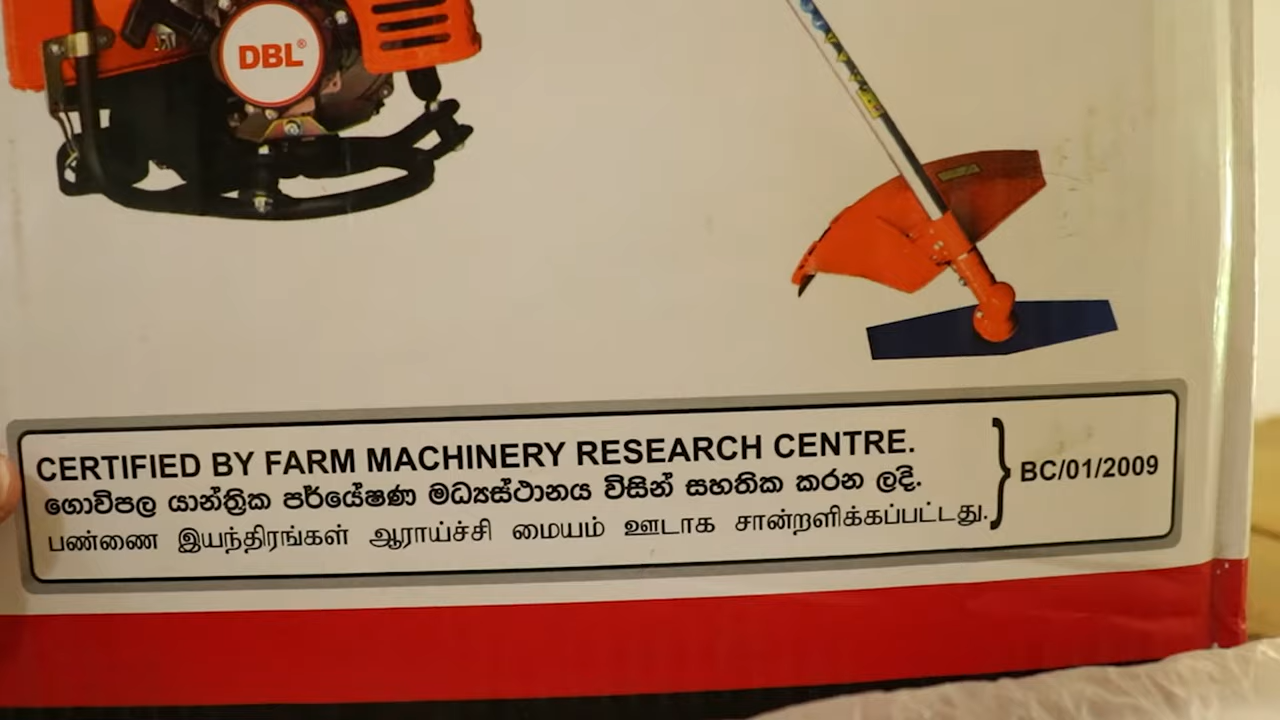 DBL®
CERTIFIED BY FARM MACHINERY RESEARCH CENTRE.
ගොවිපල යාන්ත්‍රික පර්යේෂණ මධ්‍යස්ථානය විසින් සහතික කරන ලදි.
பண்ணை இயந்திரங்கள் ஆராய்ச்சி மையம் ஊடாக சான்றளிக்கப்பட்டது.
} BC/01/2009